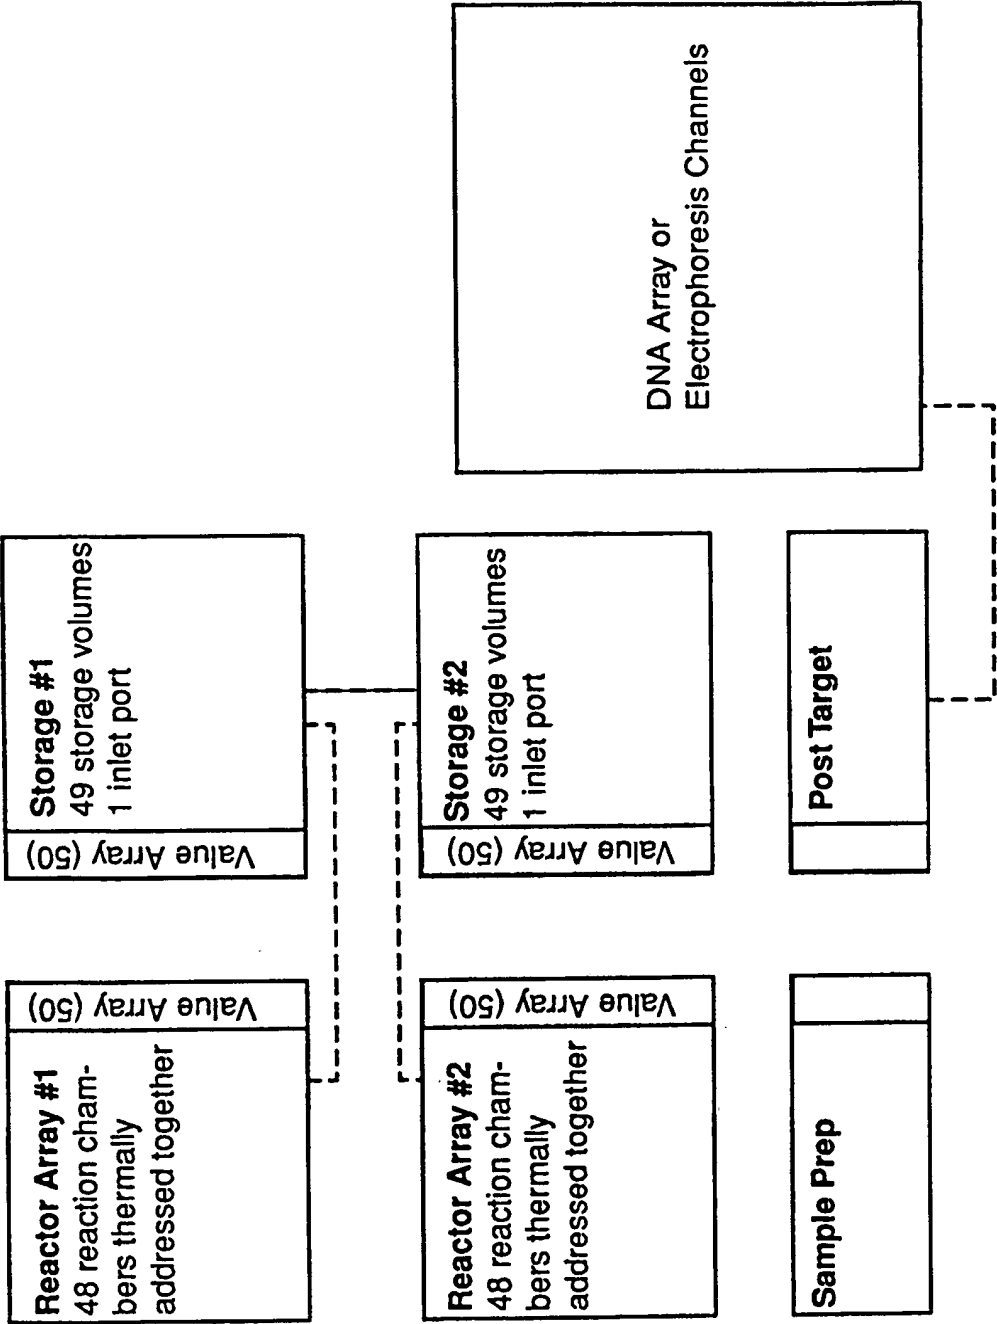 Reactor Array #1
48 reaction cham-
bers thermally
addressed together
Value Array (50)
Value Array (50)
Storage #1
49 storage volumes
1 inlet port
Reactor Array #2
48 reaction cham-
bers thermally
addressed together
Value Array (50)
Value Array (50)
Storage #2
49 storage volumes
1 inlet port
Sample Prep
Post Target
DNA Array or
Electrophoresis Channels